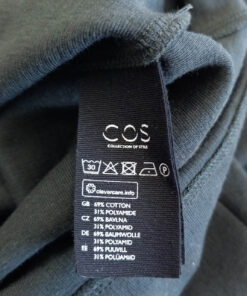 COS
COLLECTION OF STYLE
30
P
clevercare.info
GB 69% COTTON
31% POLYAMIDE
CZ 69% BAVLNA
31% POLYAMID
DE 69% BAUMWOLLE
31% POLYAMID
EE 69% PUUVILL
31% POLÜAMIID